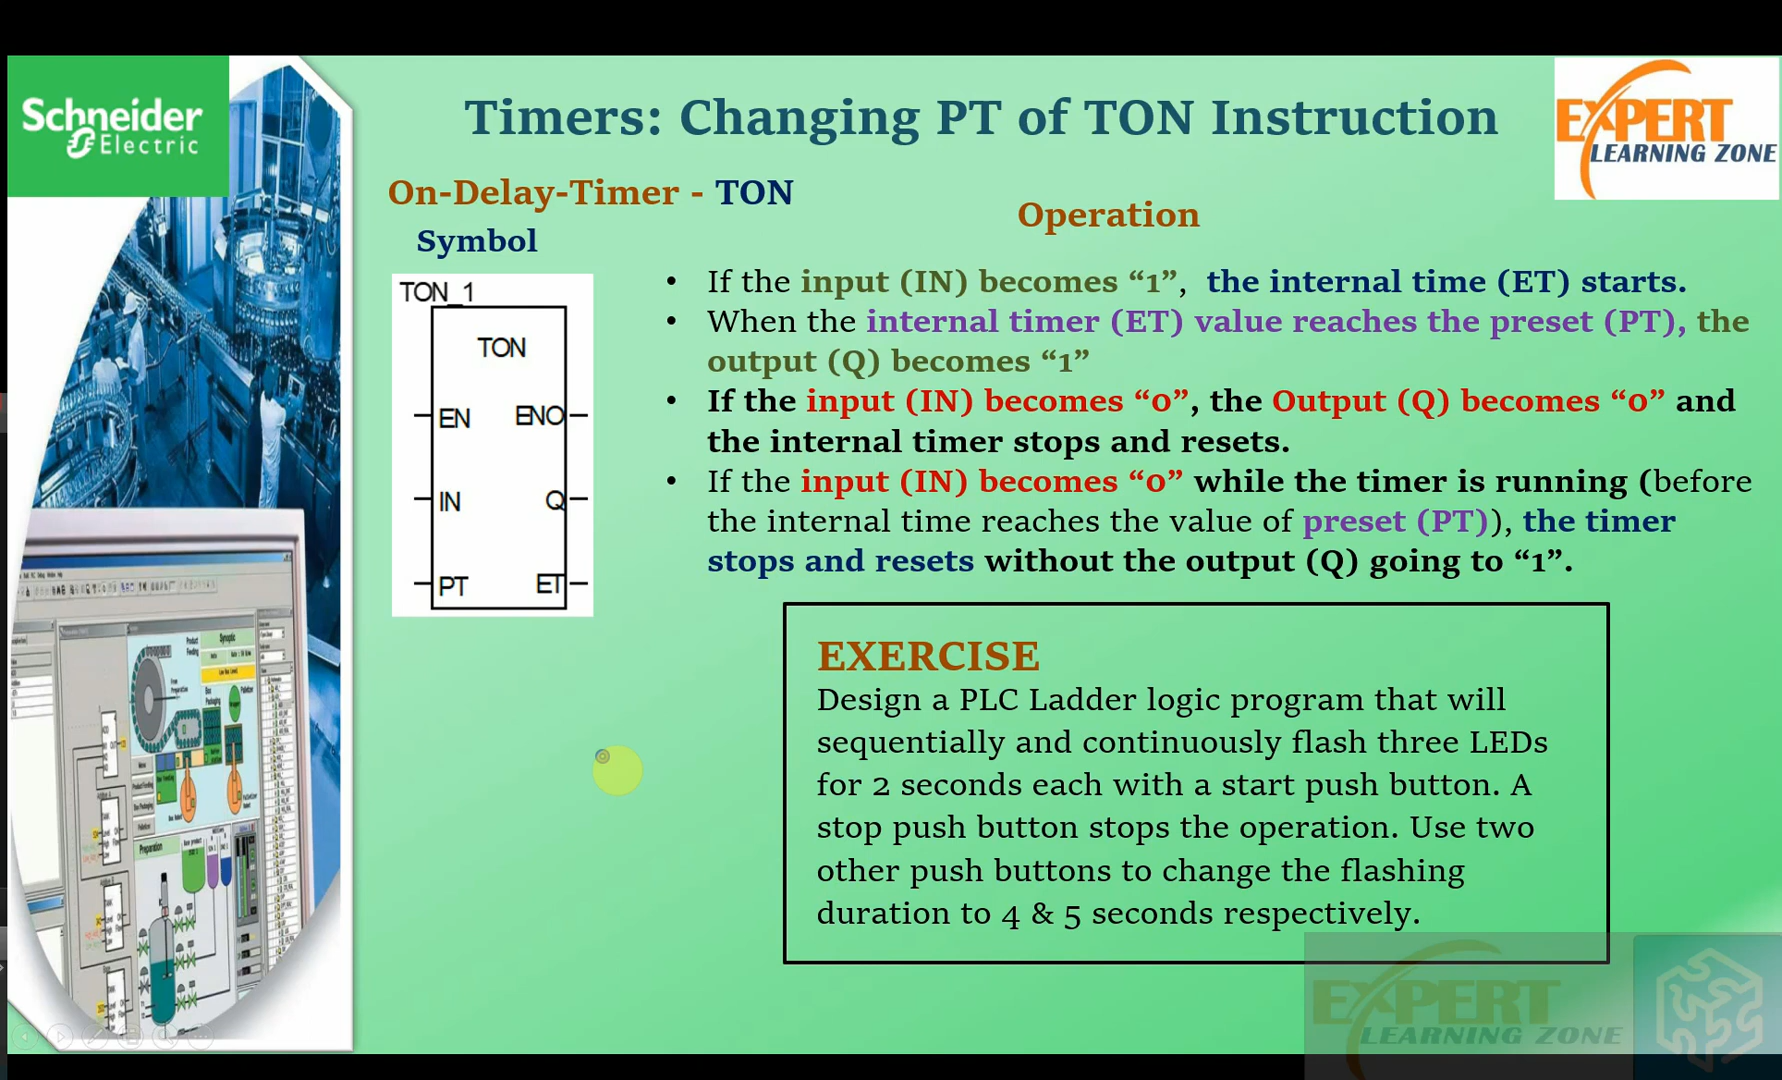 Schneider
Electric
Timers: Changing PT of TON Instruction
EXPERT
LEARNING ZONE
On-Delay-Timer - TON
Symbol
Operation
TON_1
TON
EN
ENO
IN
Q
PT
ET
• If the input (IN) becomes “1”, the internal time (ET) starts.
• When the internal timer (ET) value reaches the preset (PT), the
output (Q) becomes “1”
• If the input (IN) becomes “0”, the Output (Q) becomes “0” and
the internal timer stops and resets.
• If the input (IN) becomes “0” while the timer is running (before
the internal time reaches the value of preset (PT)), the timer
stops and resets without the output (Q) going to “1”.
EXERCISE
Design a PLC Ladder logic program that will
sequentially and continuously flash three LEDs
for 2 seconds each with a start push button. A
stop push button stops the operation. Use two
other push buttons to change the flashing
duration to 4 & 5 seconds respectively.
Product
Feeding
Synoptic
Box
Packaging
Palletizer
Preparation
EXPERT
LEARNING ZONE